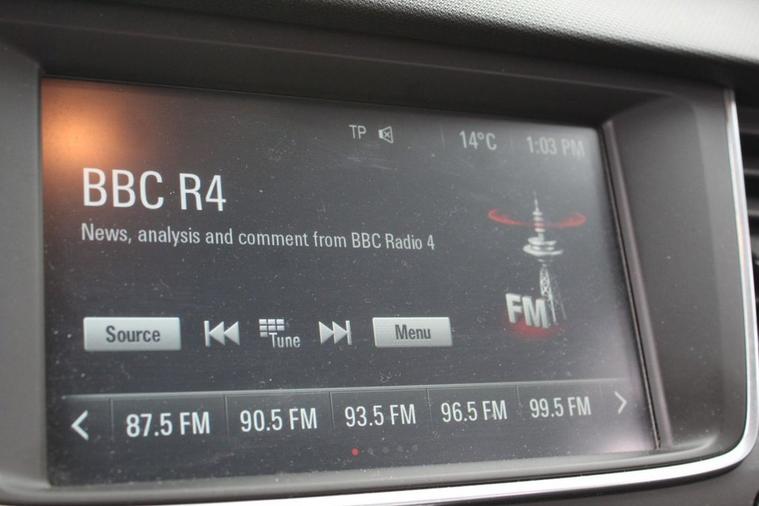 TP 14°C 1:03 PM
BBC R4
News, analysis and comment from BBC Radio 4
FM
Source Tune Menu
87.5 FM 90.5 FM 93.5 FM 96.5 FM 99.5 FM